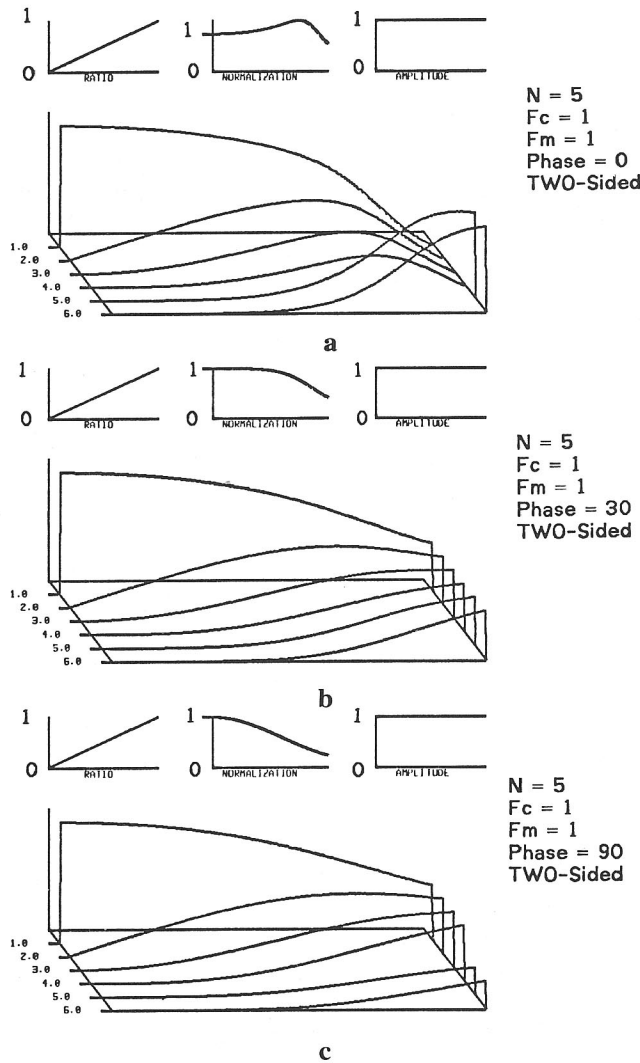 1 1 1
0 0 0
RATIO NORMALIZATION AMPLITUDE
N = 5
Fc = 1
Fm = 1
Phase = 0
TWO-Sided
1.0
2.0
3.0
4.0
5.0
6.0
a
1 1 1
0 0 0
RATIO NORMALIZATION AMPLITUDE
N = 5
Fc = 1
Fm = 1
Phase = 30
TWO-Sided
1.0
2.0
3.0
4.0
5.0
6.0
b
1 1 1
0 0 0
RATIO NORMALIZATION AMPLITUDE
N = 5
Fc = 1
Fm = 1
Phase = 90
TWO-Sided
1.0
2.0
3.0
4.0
5.0
6.0
c